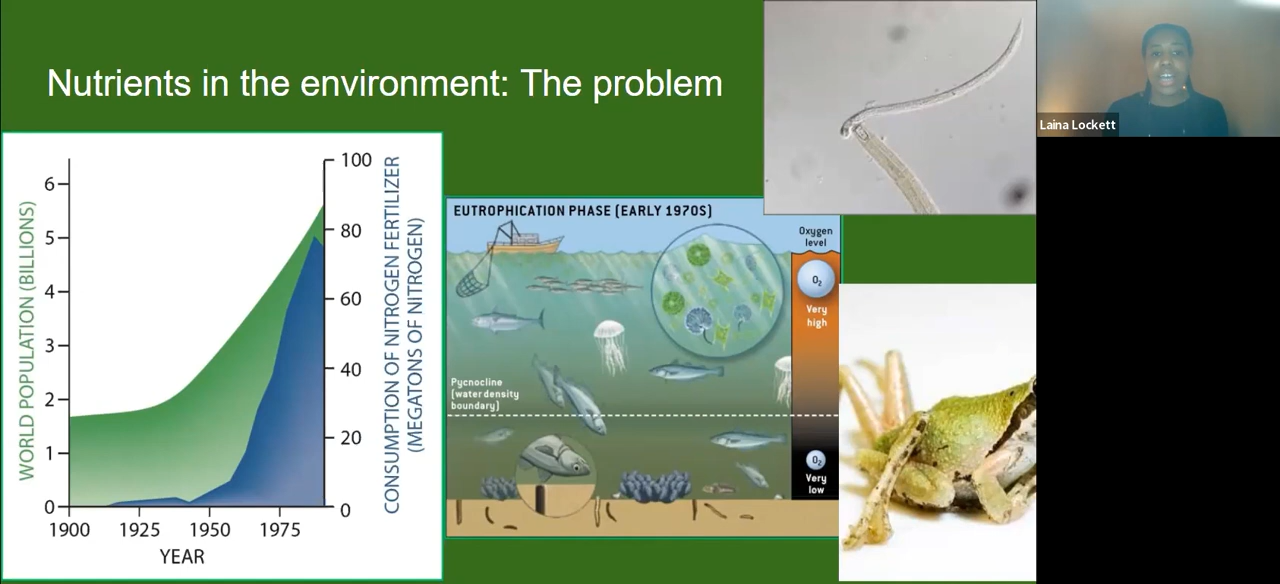 Nutrients in the environment: The problem
Laina Lockett
WORLD POPULATION (BILLIONS)
6
5
4
3
2
1
0
1900 1925 1950 1975
YEAR
100
80
60
40
20
0
CONSUMPTION OF NITROGEN FERTILIZER
(MEGATONS OF NITROGEN)
EUTROPHICATION PHASE (EARLY 1970S)
Oxygen
level
O₂
Very
high
Pycnocline
(water density
boundary)
O₂
Very
low